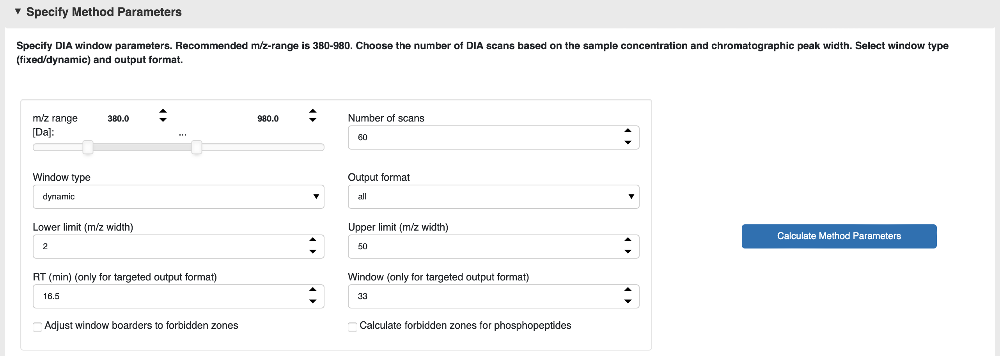 ▼ Specify Method Parameters
Specify DIA window parameters. Recommended m/z-range is 380-980. Choose the number of DIA scans based on the sample concentration and chromatographic peak width. Select window type
(fixed/dynamic) and output format.
m/z range 380.0 980.0
[Da]: ...
Number of scans
60
Window type
dynamic
Output format
all
Lower limit (m/z width)
2
Upper limit (m/z width)
50
RT (min) (only for targeted output format)
16.5
Window (only for targeted output format)
33
Adjust window boarders to forbidden zones
Calculate forbidden zones for phosphopeptides
Calculate Method Parameters